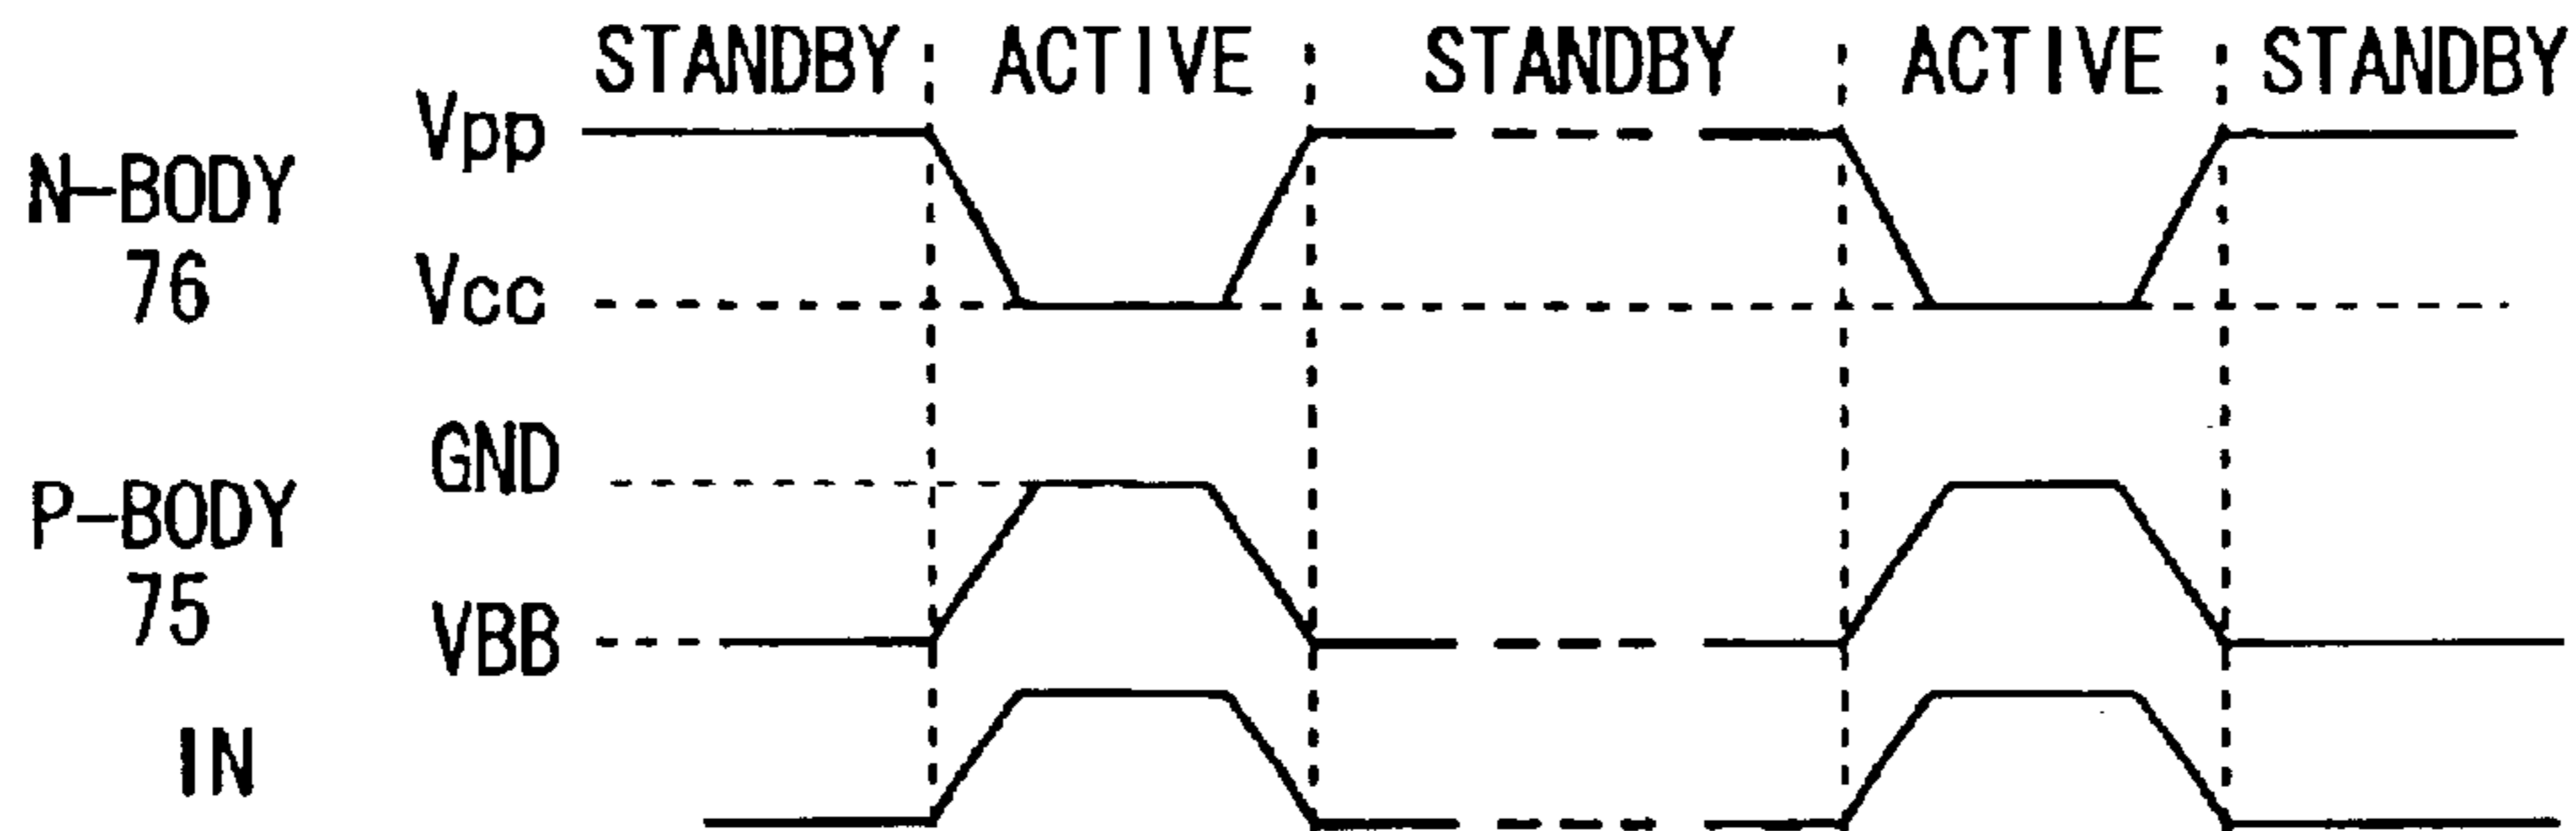 STANDBY ACTIVE STANDBY ACTIVE STANDBY
Vpp
N-BODY
76
Vcc
GND
P-BODY
75
VBB
IN